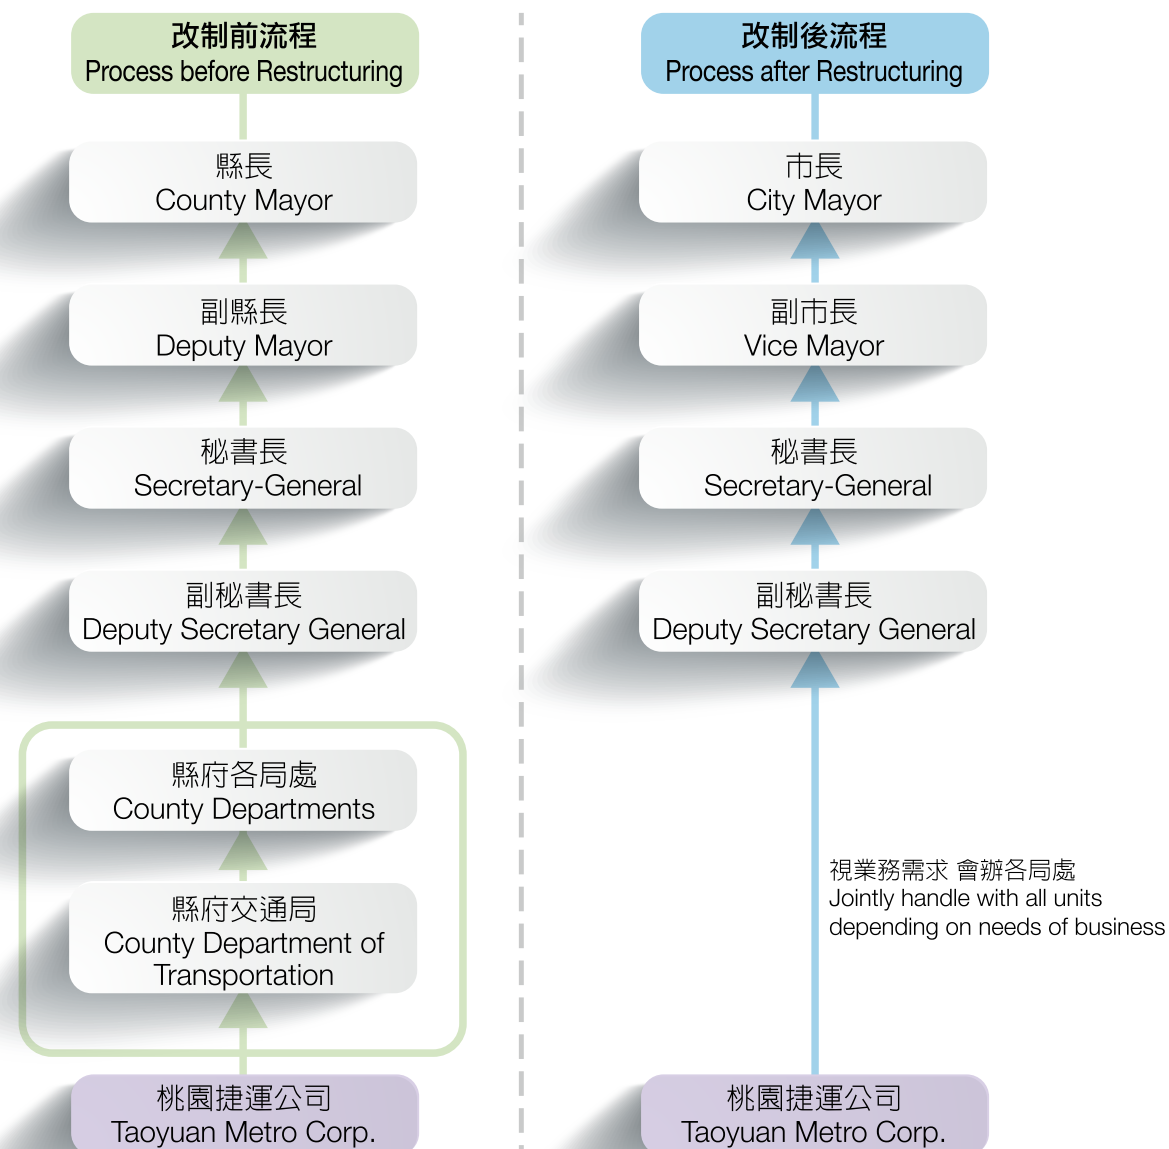 改制前流程
Process before Restructuring
縣長
County Mayor
副縣長
Deputy Mayor
秘書長
Secretary-General
副秘書長
Deputy Secretary General
縣府各局處
County Departments
縣府交通局
County Department of
Transportation
桃園捷運公司
Taoyuan Metro Corp.
改制後流程
Process after Restructuring
市長
City Mayor
副市長
Vice Mayor
秘書長
Secretary-General
副秘書長
Deputy Secretary General
視業務需求 會辦各局處
Jointly handle with all units
depending on needs of business
桃園捷運公司
Taoyuan Metro Corp.